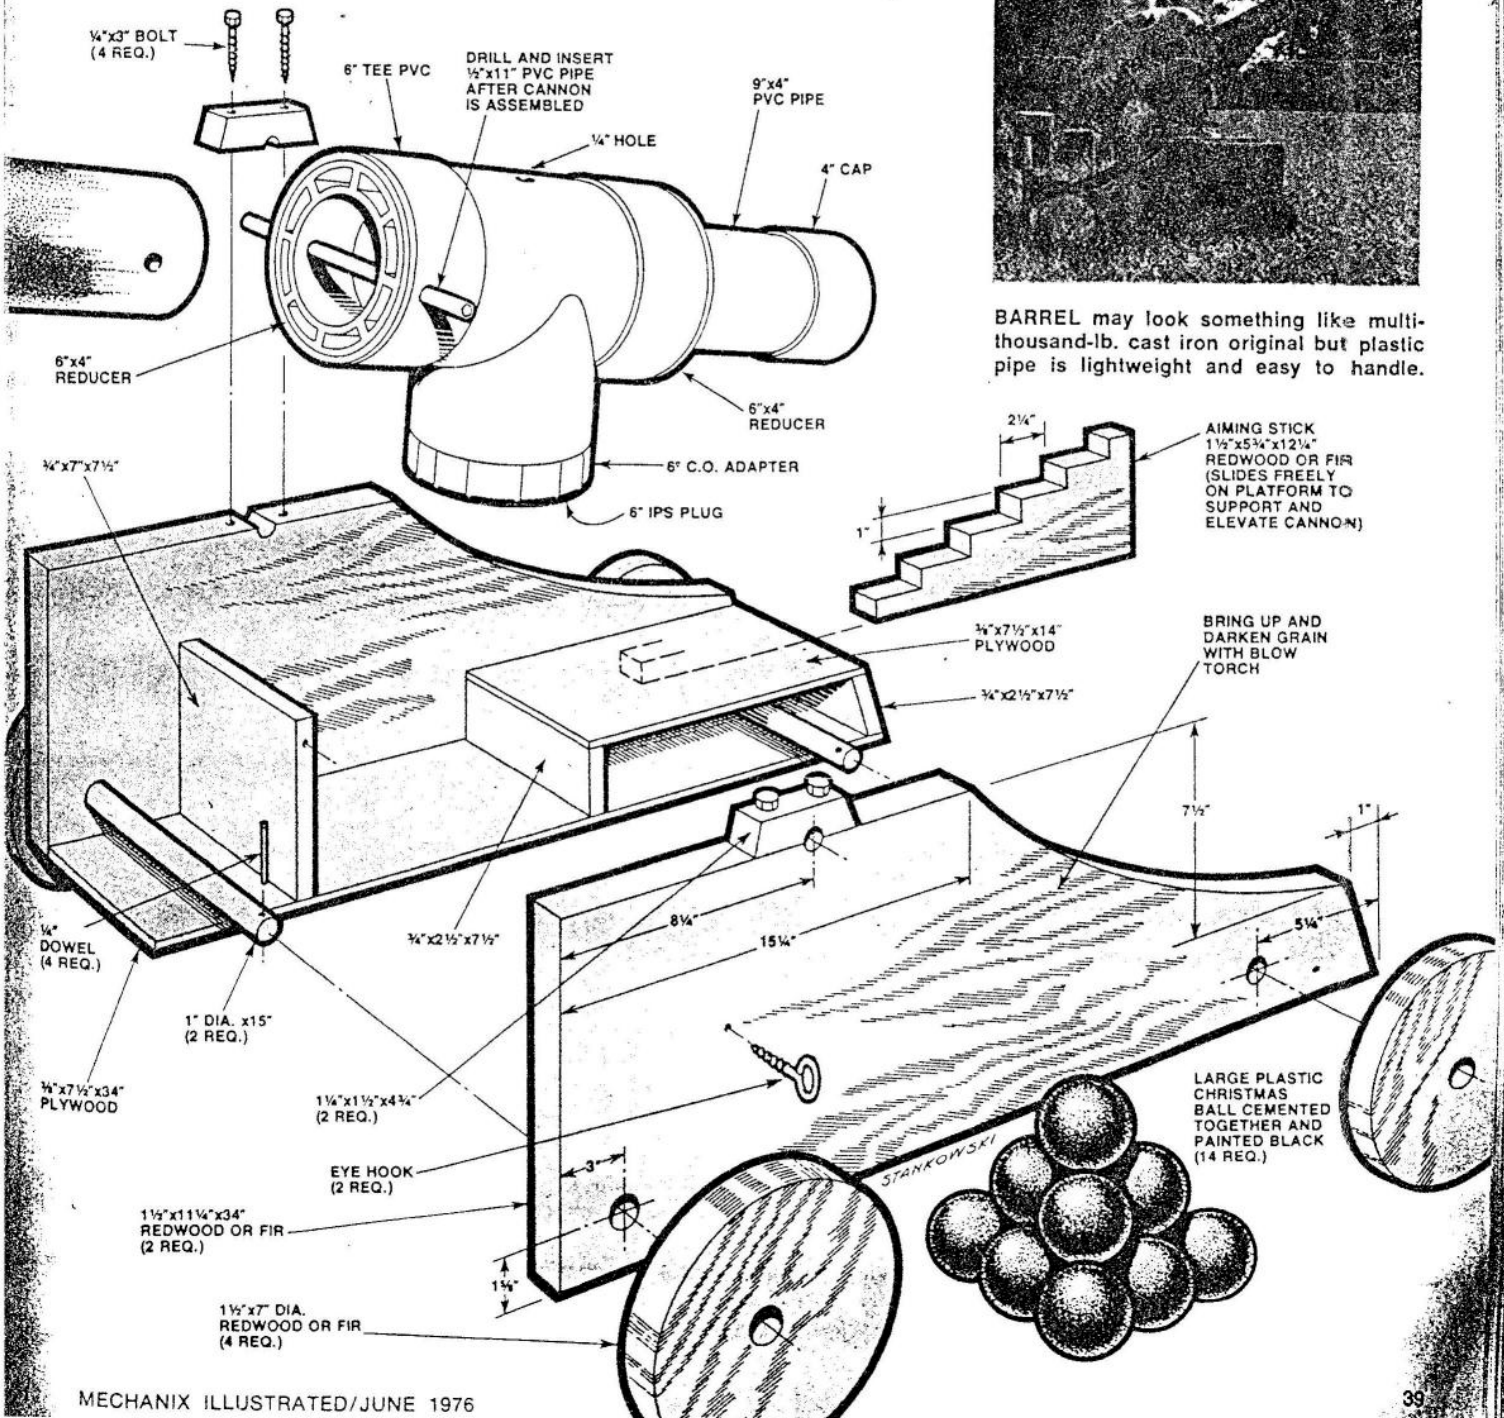 ¼"x3" BOLT
(4 REQ.)
6" TEE PVC
DRILL AND INSERT
½"x11" PVC PIPE
AFTER CANNON
IS ASSEMBLED
¼" HOLE
9"x4"
PVC PIPE
4" CAP
6"x4"
REDUCER
6"x4"
REDUCER
6" C.O. ADAPTER
6" IPS PLUG
BARREL may look something like multi-
thousand-lb. cast iron original but plastic
pipe is lightweight and easy to handle.
2¼"
1"
AIMING STICK
1½"x5¾"x12¼"
REDWOOD OR FIR
(SLIDES FREELY
ON PLATFORM TO
SUPPORT AND
ELEVATE CANNON)
¾"x7"x7½"
⅜"x7½"x14"
PLYWOOD
¾"x2½"x7½"
BRING UP AND
DARKEN GRAIN
WITH BLOW
TORCH
7½"
1"
5¼"
8¼"
15¼"
¼"
DOWEL
(4 REQ.)
¾"x2½"x7½"
1" DIA. x15"
(2 REQ.)
⅜"x7½"x34"
PLYWOOD
1¼"x1½"x4¾"
(2 REQ.)
EYE HOOK
(2 REQ.)
3"
STANKOWSKI
LARGE PLASTIC
CHRISTMAS
BALL CEMENTED
TOGETHER AND
PAINTED BLACK
(14 REQ.)
1½"x11¼"x34"
REDWOOD OR FIR
(2 REQ.)
1⅝"
1½"x7" DIA.
REDWOOD OR FIR
(4 REQ.)
MECHANIX ILLUSTRATED/JUNE 1976
39